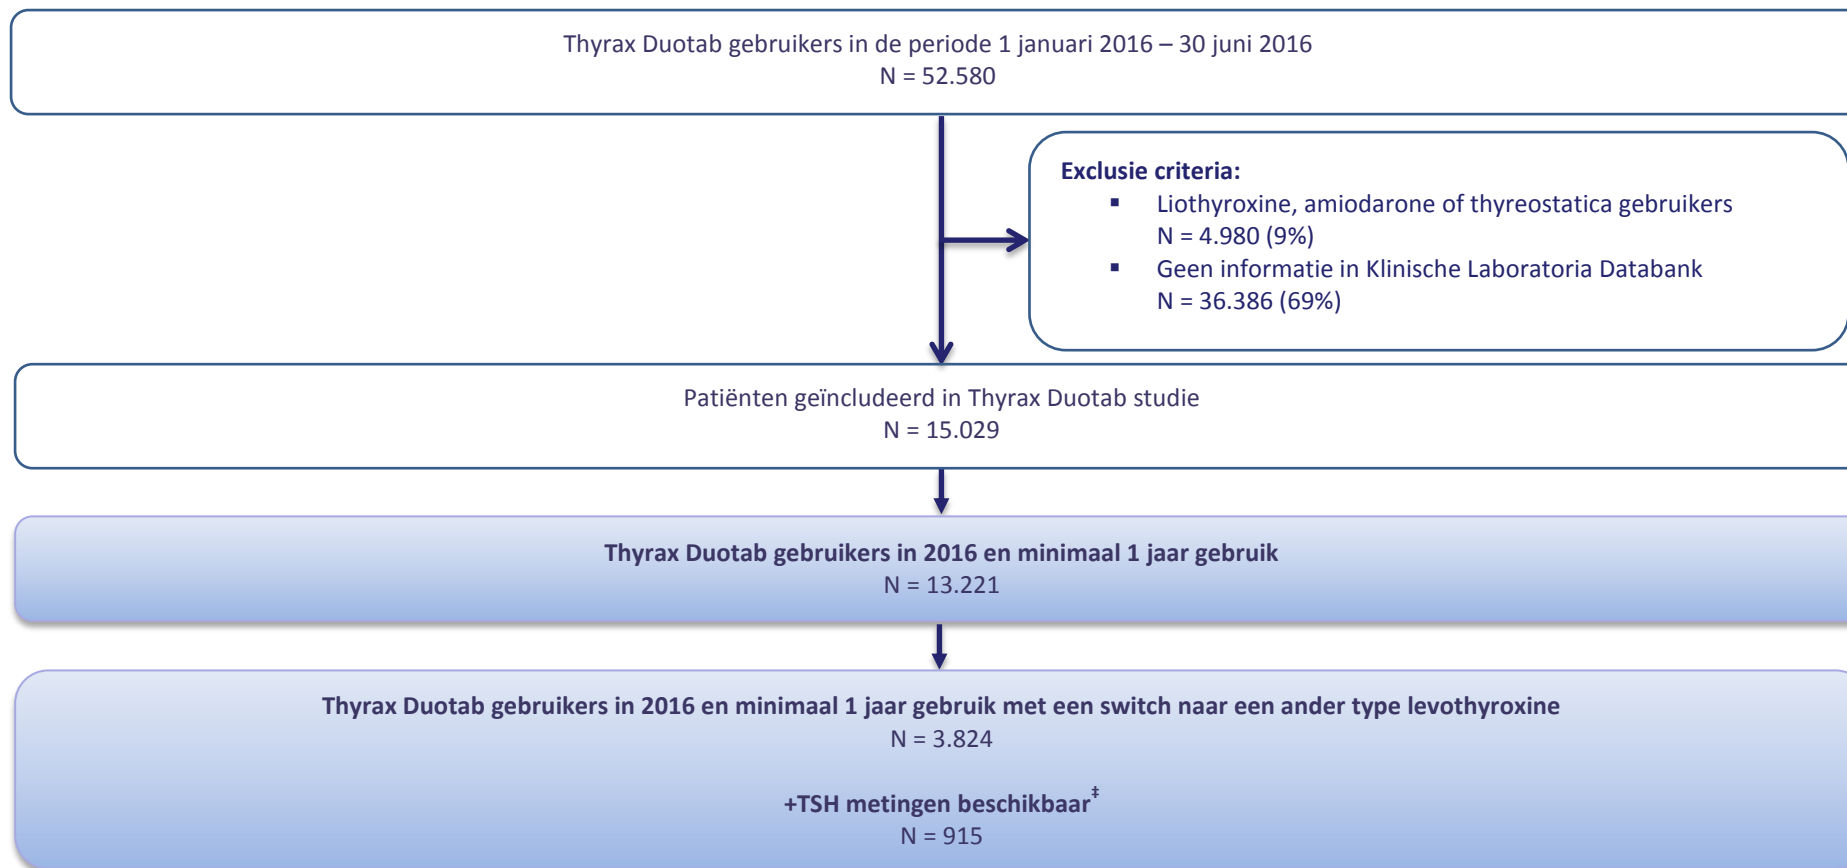 Thyrax Duotab gebruikers in de periode 1 januari 2016 – 30 juni 2016
N = 52.580
Exclusie criteria:
▪ Liothyroxine, amiodarone of thyreostatica gebruikers
N = 4.980 (9%)
▪ Geen informatie in Klinische Laboratoria Databank
N = 36.386 (69%)
Patiënten geïncludeerd in Thyrax Duotab studie
N = 15.029
Thyrax Duotab gebruikers in 2016 en minimaal 1 jaar gebruik
N = 13.221
Thyrax Duotab gebruikers in 2016 en minimaal 1 jaar gebruik met een switch naar een ander type levothyroxine
N = 3.824
+TSH metingen beschikbaar‡
N = 915